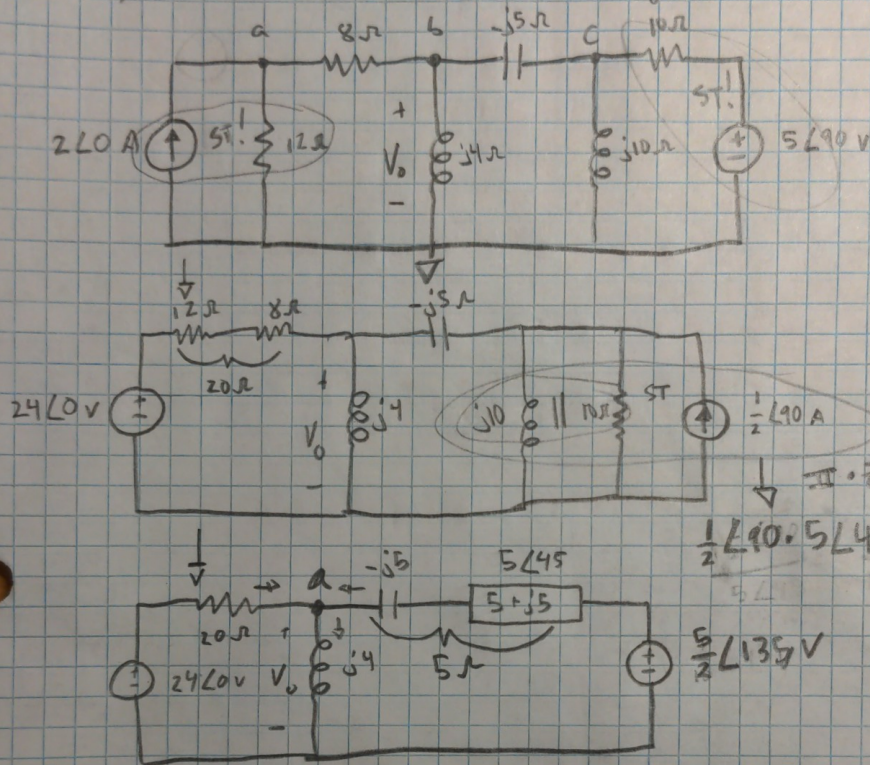 a 8Ω b -j5Ω c 10Ω
2∠0 A ST! 12Ω + V₀ - j4Ω j10Ω ST! + - 5∠90 V
12Ω 8Ω -j5Ω
20Ω
24∠0 V + - + V₀ - j4 j10 || 10Ω ST ½∠90 A
½∠90·5∠4
-j5 5∠45
a 5+j5
20Ω
24∠0 V + - + V₀ - j4 5Ω + - 5/2∠135 V